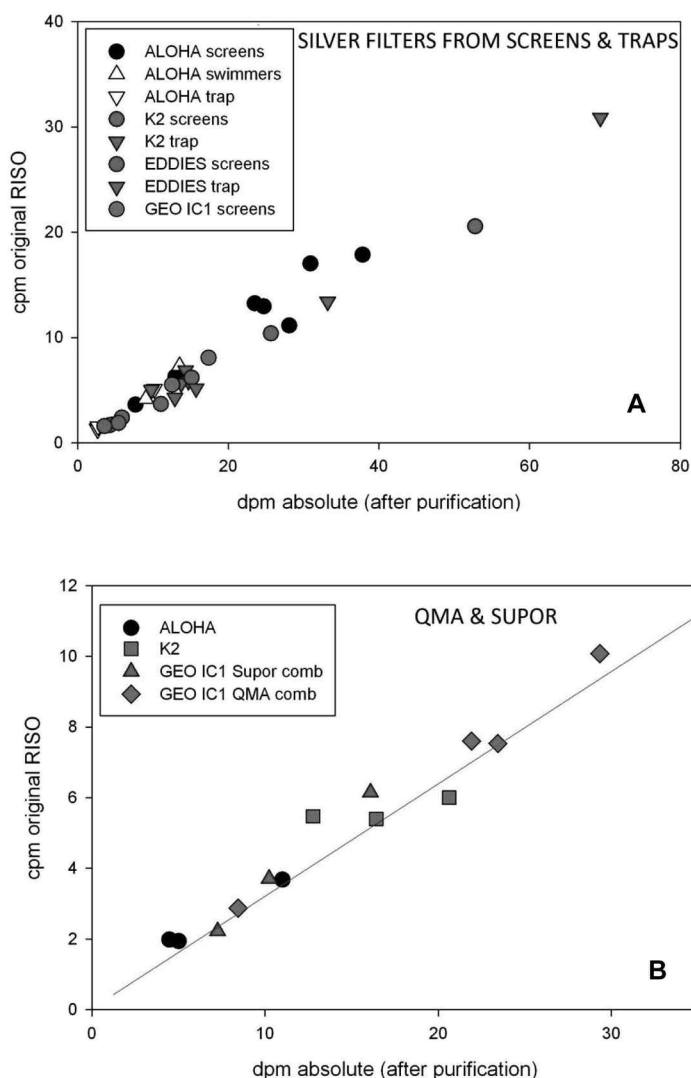 40
30
20
10
0
cpm original RISO
SILVER FILTERS FROM SCREENS & TRAPS
ALOHA screens
ALOHA swimmers
ALOHA trap
K2 screens
K2 trap
EDDIES screens
EDDIES trap
GEO IC1 screens
A
0 20 40 60 80
dpm absolute (after purification)
12
10
8
6
4
2
0
cpm original RISO
QMA & SUPOR
ALOHA
K2
GEO IC1 Supor comb
GEO IC1 QMA comb
B
0 10 20 30
dpm absolute (after purification)